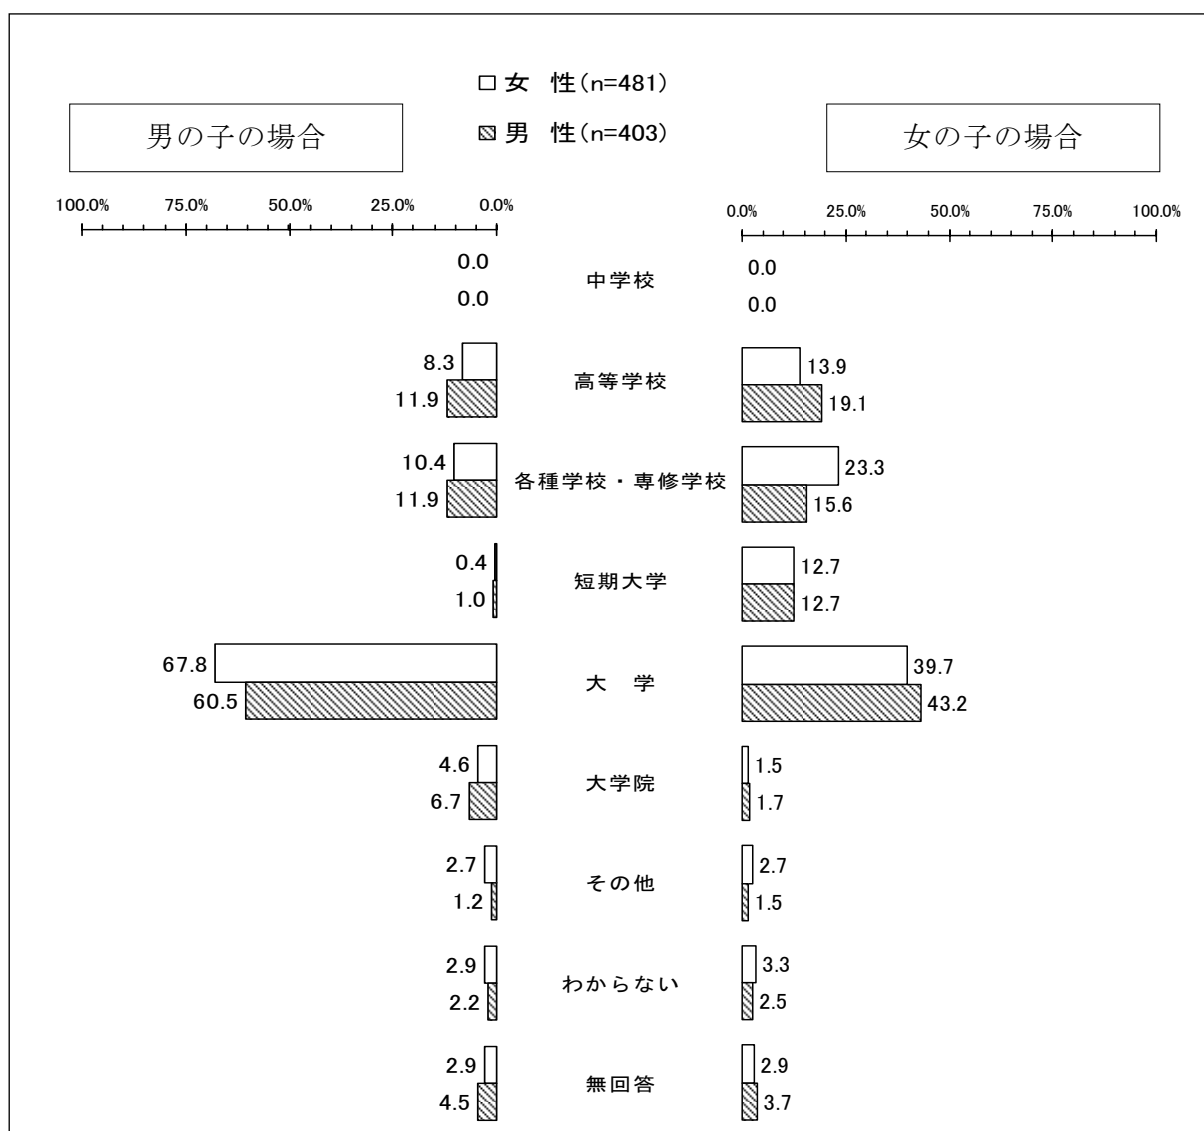 女 性(n=481)
男 性(n=403)
男の子の場合
女の子の場合
100.0% 75.0% 50.0% 25.0% 0.0%
0.0% 25.0% 50.0% 75.0% 100.0%
0.0 中学校 0.0
0.0 0.0
8.3 高等学校 13.9
11.9 19.1
10.4 各種学校・専修学校 23.3
11.9 15.6
0.4 短期大学 12.7
1.0 12.7
67.8 大 学 39.7
60.5 43.2
4.6 大学院 1.5
6.7 1.7
2.7 その他 2.7
1.2 1.5
2.9 わからない 3.3
2.2 2.5
2.9 無回答 2.9
4.5 3.7